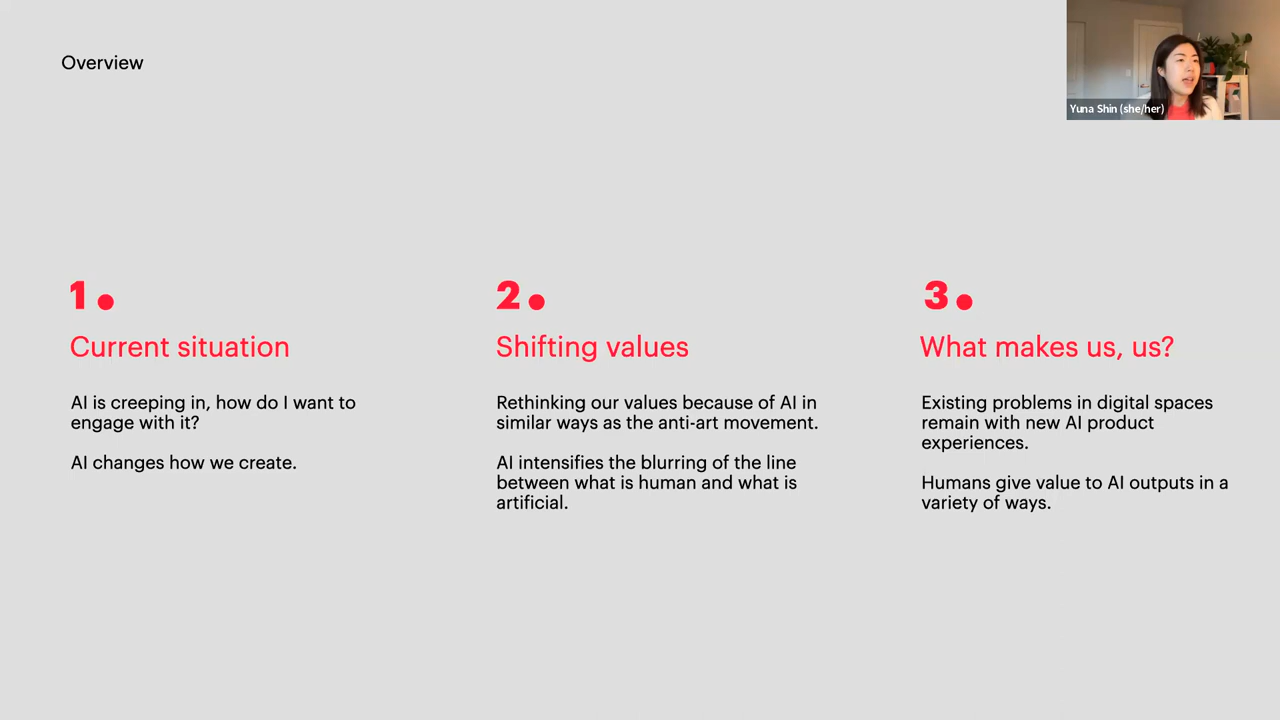 Overview
Yuna Shin (she/her)
1.
Current situation
AI is creeping in, how do I want to
engage with it?
AI changes how we create.
2.
Shifting values
Rethinking our values because of AI in
similar ways as the anti-art movement.
AI intensifies the blurring of the line
between what is human and what is
artificial.
3.
What makes us, us?
Existing problems in digital spaces
remain with new AI product
experiences.
Humans give value to AI outputs in a
variety of ways.